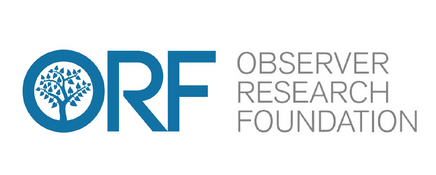 ORF
OBSERVER
RESEARCH
FOUNDATION